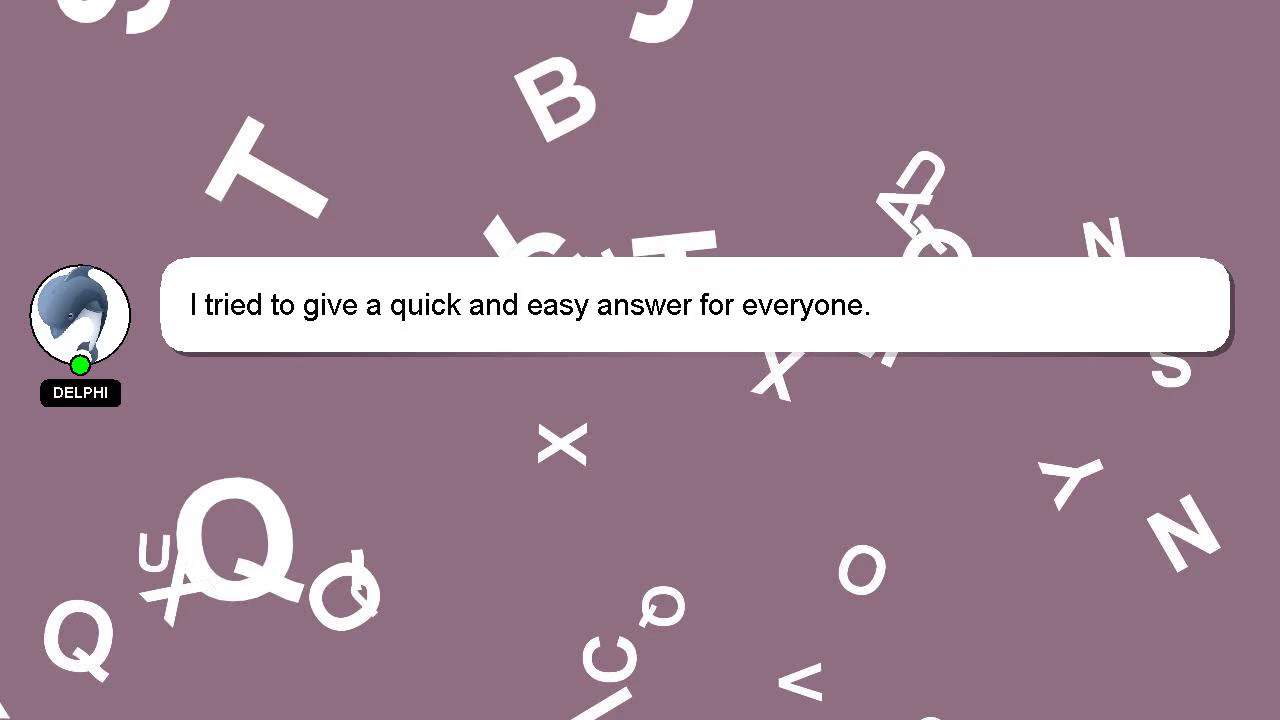 I tried to give a quick and easy answer for everyone.
DELPHI
T
B
U
A
Q
N
T
X
S
X
Y
N
Q
U
X
Q
Q
O
Q
C
V